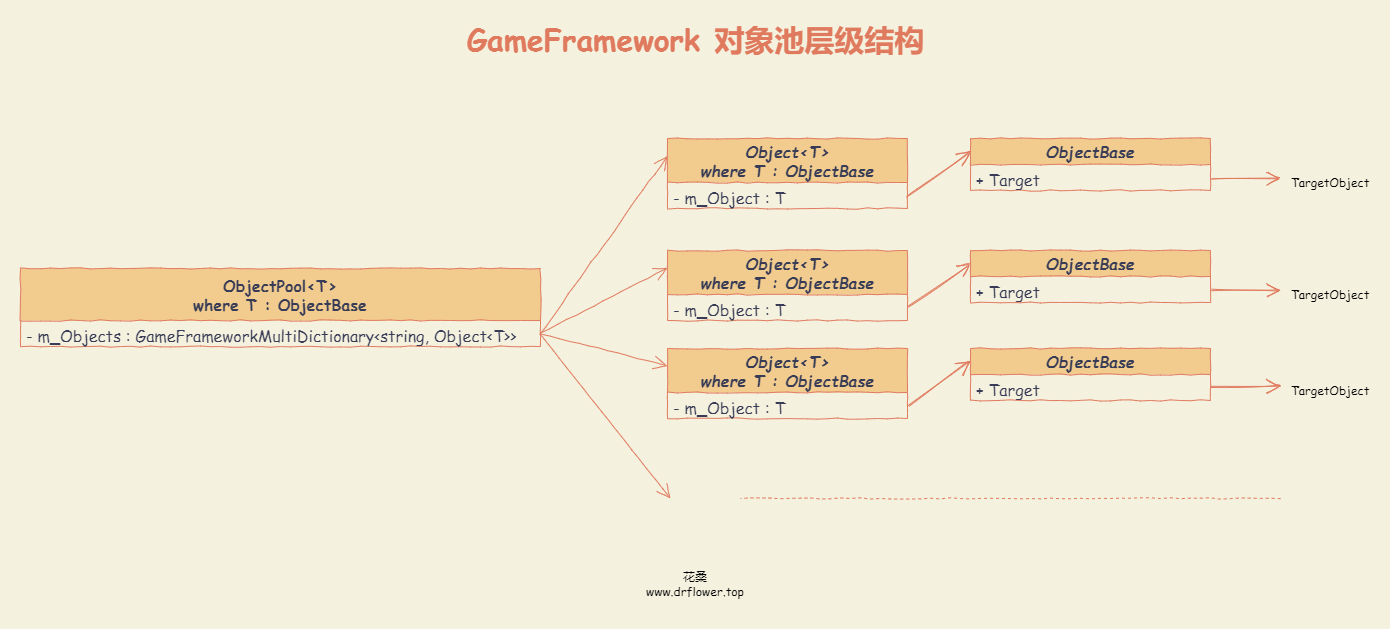 GameFramework 对象池层级结构
ObjectPool<T>
where T : ObjectBase
- m_Objects : GameFrameworkMultiDictionary<string, Object<T>>
Object<T>
where T : ObjectBase
- m_Object : T
ObjectBase
+ Target
TargetObject
Object<T>
where T : ObjectBase
- m_Object : T
ObjectBase
+ Target
TargetObject
Object<T>
where T : ObjectBase
- m_Object : T
ObjectBase
+ Target
TargetObject
花桑
www.drflower.top